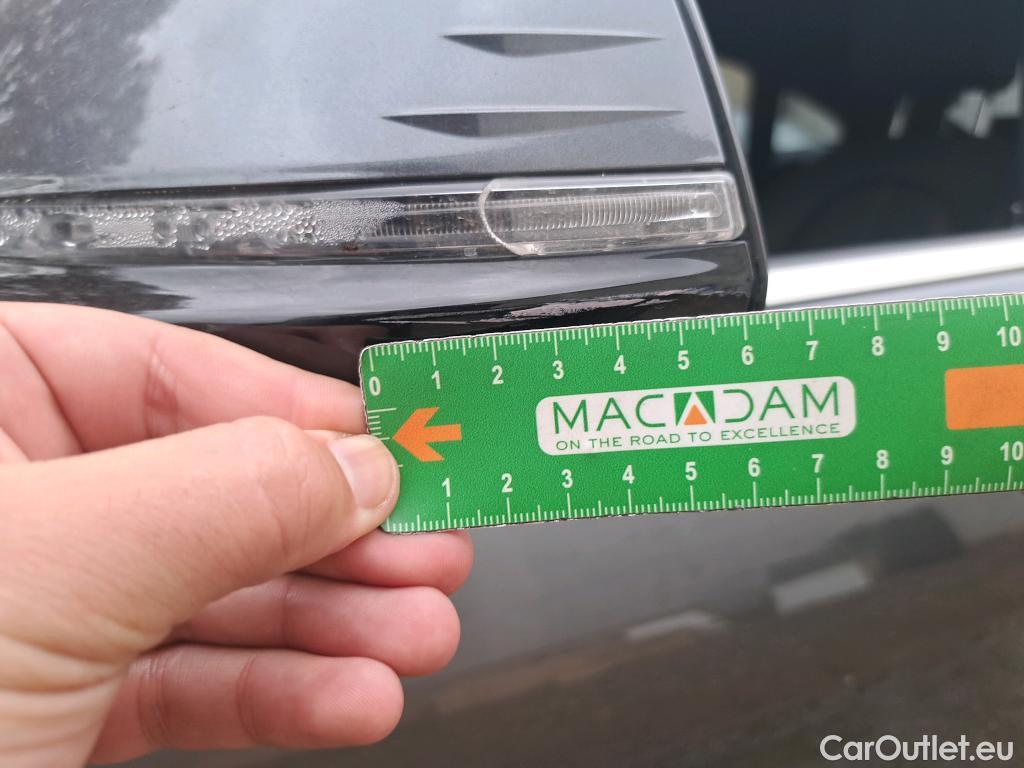 0 1 2 3 4 5 6 7 8 9 10
MACADAM
ON THE ROAD TO EXCELLENCE
1 2 3 4 5 6 7 8 9 10
CarOutlet.eu